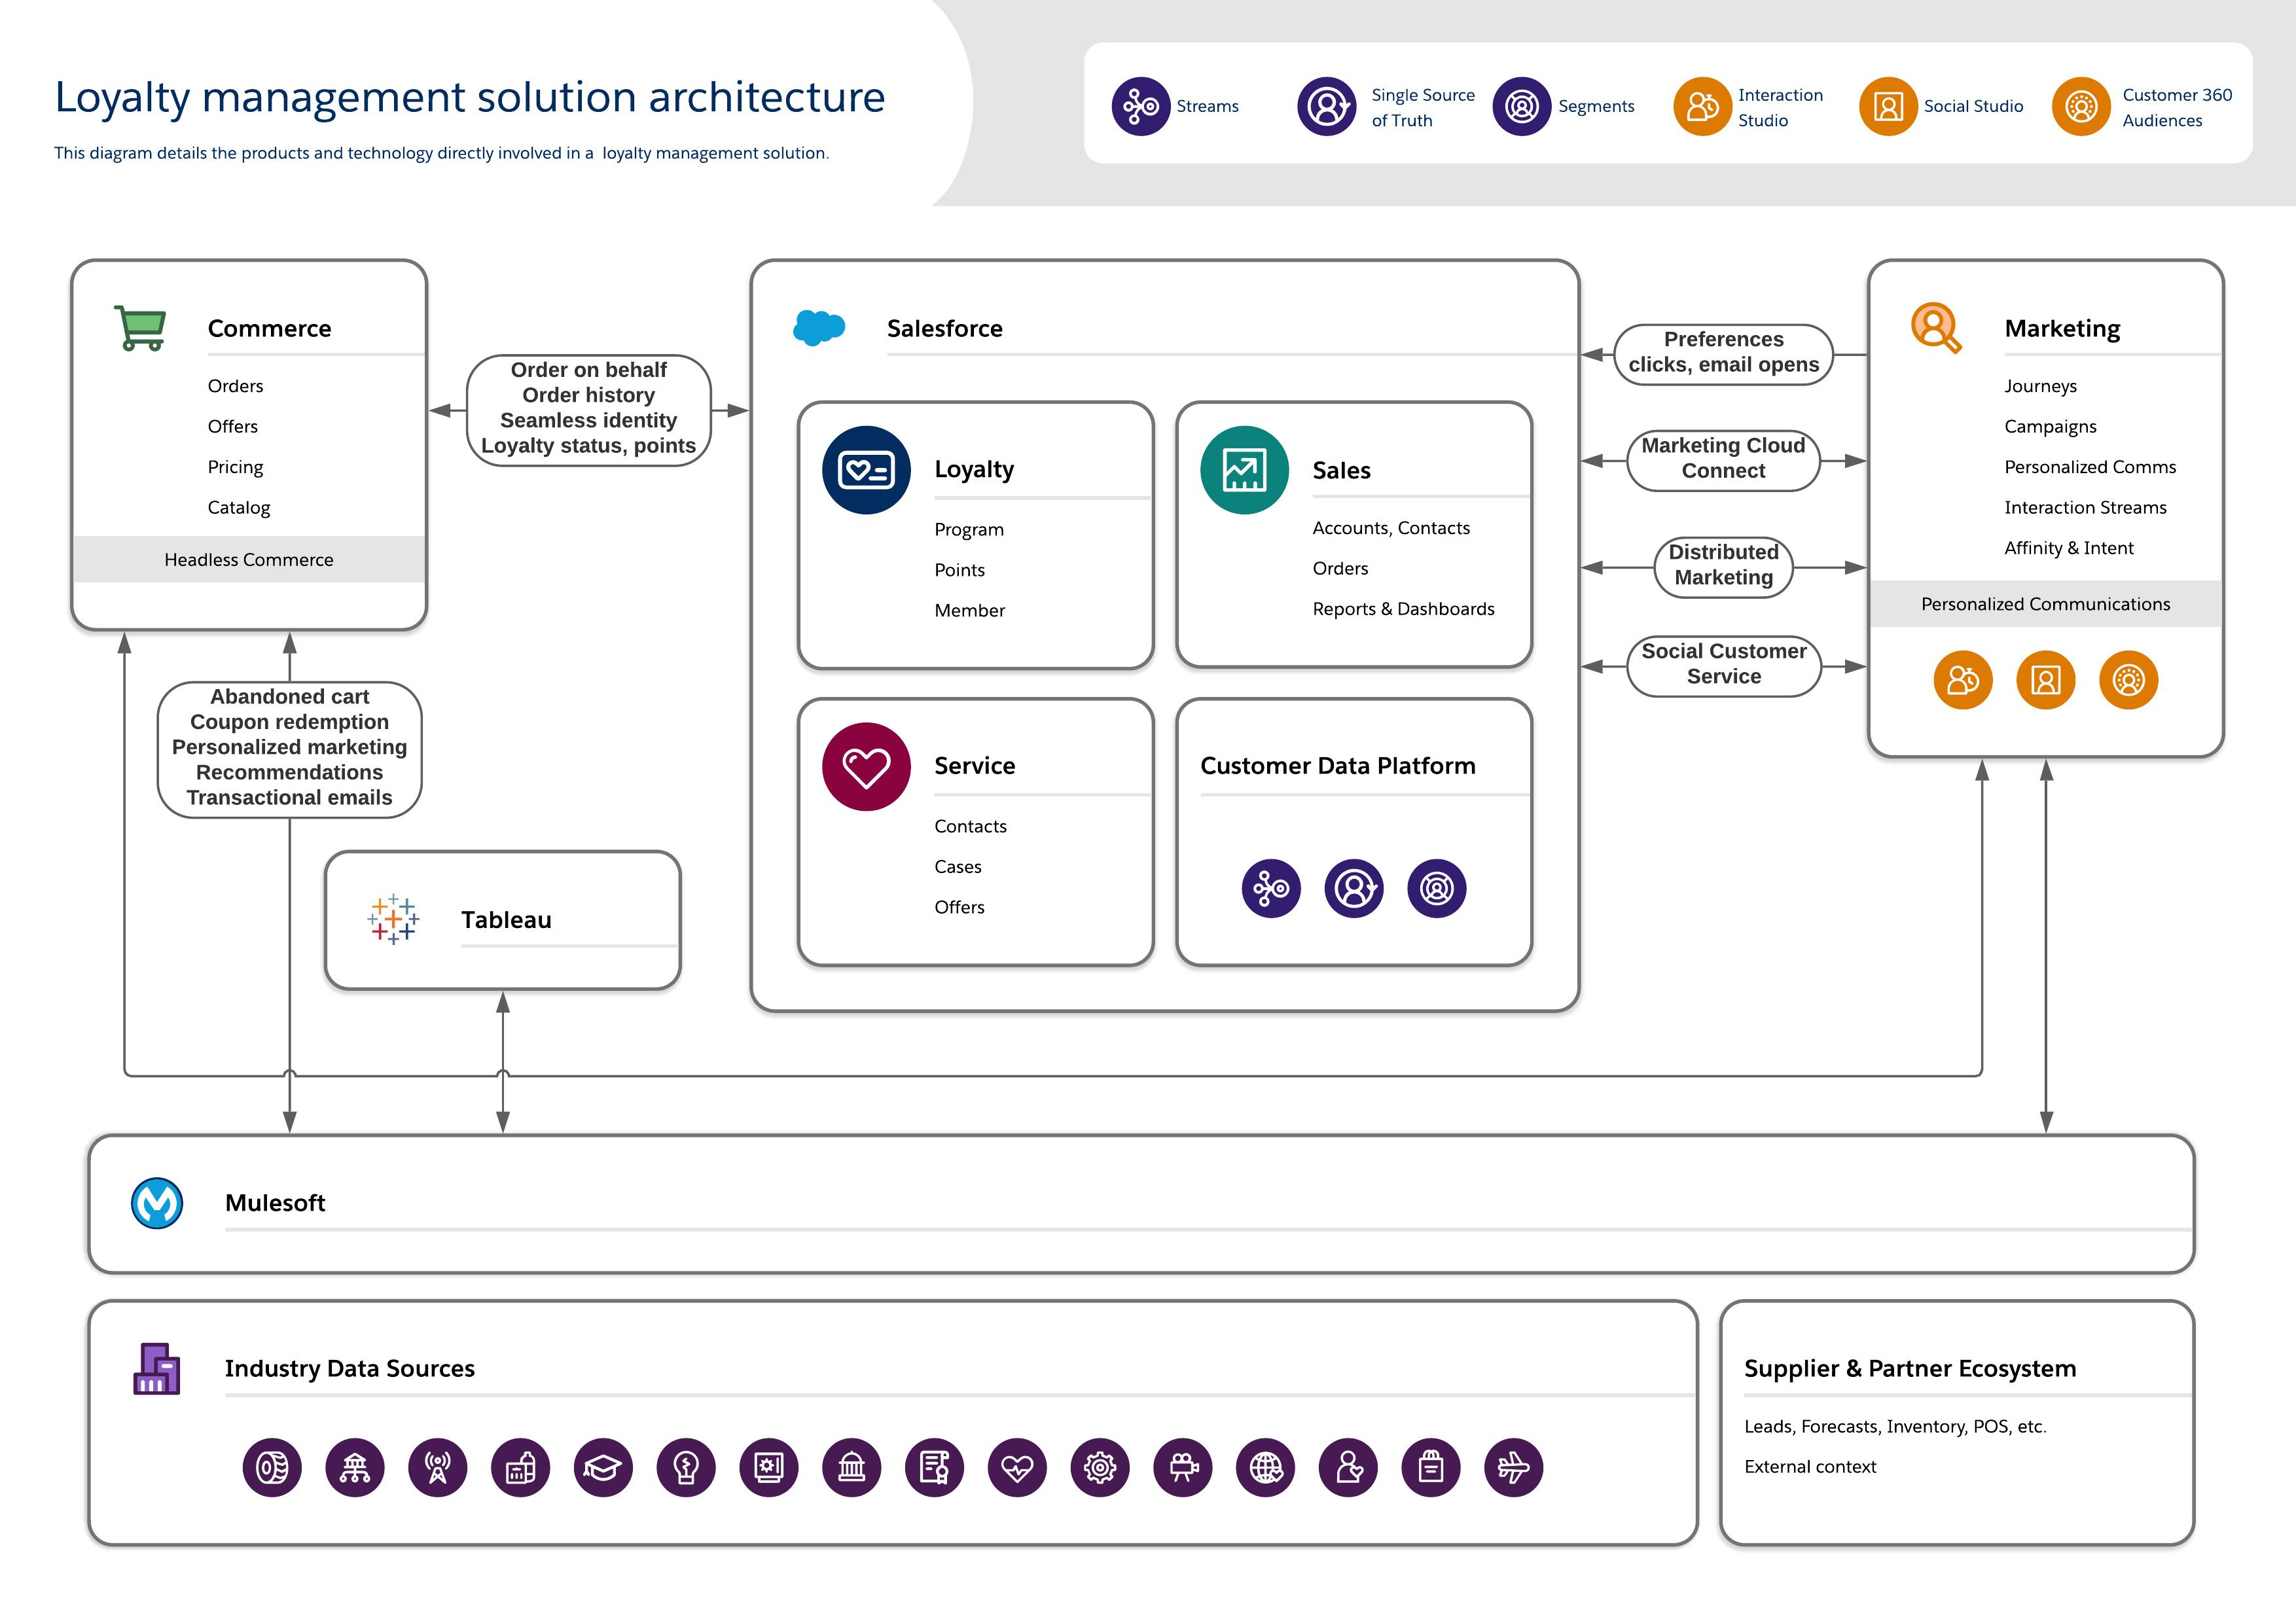 Loyalty management solution architecture
This diagram details the products and technology directly involved in a loyalty management solution.
Streams
Single Source
of Truth
Segments
Interaction
Studio
Social Studio
Customer 360
Audiences
Commerce
Orders
Offers
Pricing
Catalog
Headless Commerce
Order on behalf
Order history
Seamless identity
Loyalty status, points
Salesforce
Loyalty
Program
Points
Member
Sales
Accounts, Contacts
Orders
Reports & Dashboards
Service
Contacts
Cases
Offers
Customer Data Platform
Preferences
clicks, email opens
Marketing Cloud
Connect
Distributed
Marketing
Social Customer
Service
Marketing
Journeys
Campaigns
Personalized Comms
Interaction Streams
Affinity & Intent
Personalized Communications
Abandoned cart
Coupon redemption
Personalized marketing
Recommendations
Transactional emails
Tableau
Mulesoft
Industry Data Sources
Supplier & Partner Ecosystem
Leads, Forecasts, Inventory, POS, etc.
External context